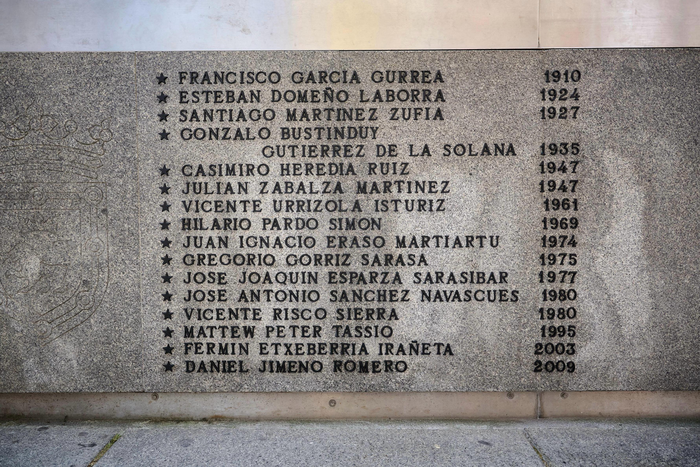 ★ FRANCISCO GARCIA GURREA 1910
★ ESTEBAN DOMEÑO LABORRA 1924
★ SANTIAGO MARTINEZ ZUFIA 1927
★ GONZALO BUSTINDUY
GUTIERREZ DE LA SOLANA 1935
★ CASIMIRO HEREDIA RUIZ 1947
★ JULIAN ZABALZA MARTINEZ 1947
★ VICENTE URRIZOLA ISTURIZ 1961
★ HILARIO PARDO SIMON 1969
★ JUAN IGNACIO ERASO MARTIARTU 1974
★ GREGORIO GORRIZ SARASA 1975
★ JOSE JOAQUIN ESPARZA SARASIBAR 1977
★ JOSE ANTONIO SANCHEZ NAVASCUES 1980
★ VICENTE RISCO SIERRA 1980
★ MATTEW PETER TASSIO 1995
★ FERMIN ETXEBERRIA IRAÑETA 2003
★ DANIEL JIMENO ROMERO 2009